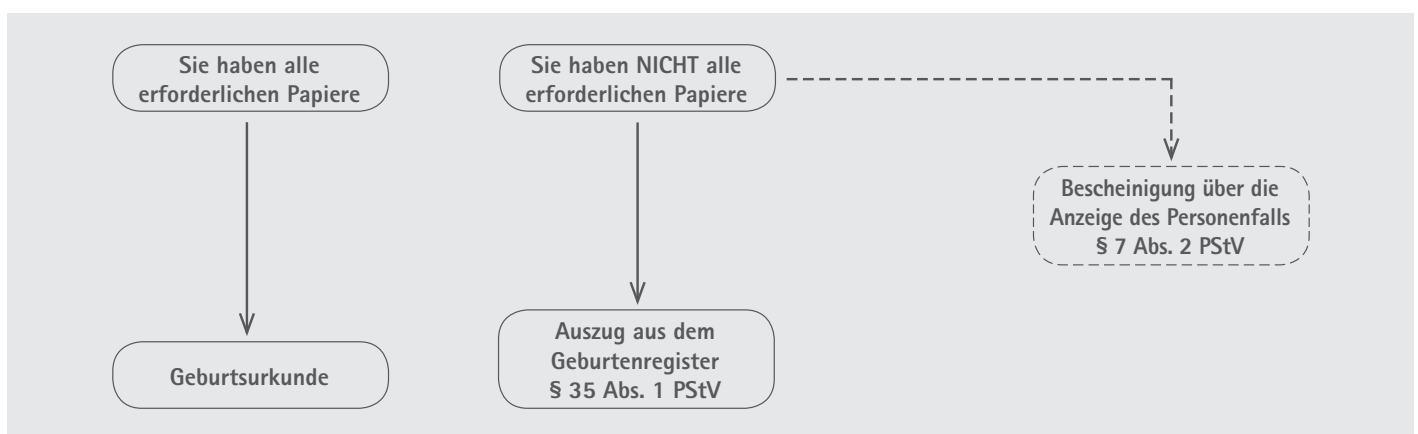 Sie haben alle
erforderlichen Papiere
Sie haben NICHT alle
erforderlichen Papiere
Bescheinigung über die
Anzeige des Personenfalls
§ 7 Abs. 2 PStV
Geburtsurkunde
Auszug aus dem
Geburtenregister
§ 35 Abs. 1 PStV